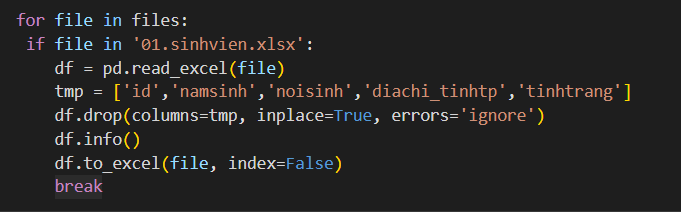 for file in files:
 if file in '01.sinhvien.xlsx':
    df = pd.read_excel(file)
    tmp = ['id','namsinh','noisinh','diachi_tinhtp','tinhtrang']
    df.drop(columns=tmp, inplace=True, errors='ignore')
    df.info()
    df.to_excel(file, index=False)
    break